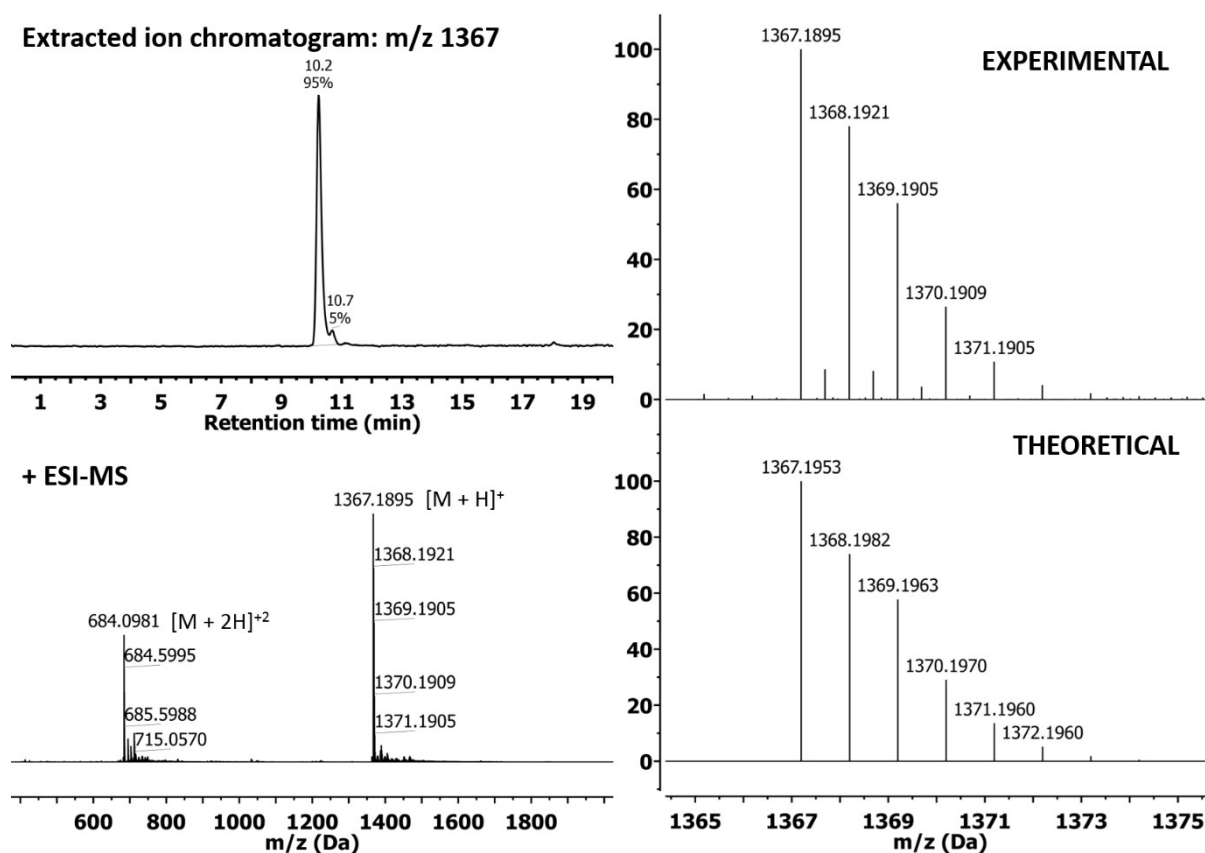 Extracted ion chromatogram: m/z 1367
10.2
95%
10.7
5%
1 3 5 7 9 11 13 15 17 19
Retention time (min)
+ ESI-MS
1367.1895 [M + H]+
1368.1921
1369.1905
684.0981 [M + 2H]+2
684.5995
1370.1909
685.5988
1371.1905
715.0570
600 800 1000 1200 1400 1600 1800
m/z (Da)
EXPERIMENTAL
1367.1895
100
1368.1921
80
1369.1905
60
40
1370.1909
20
1371.1905
0
THEORETICAL
1367.1953
100
1368.1982
80
1369.1963
60
40
1370.1970
20
1371.1960
1372.1960
0
1365 1367 1369 1371 1373 1375
m/z (Da)